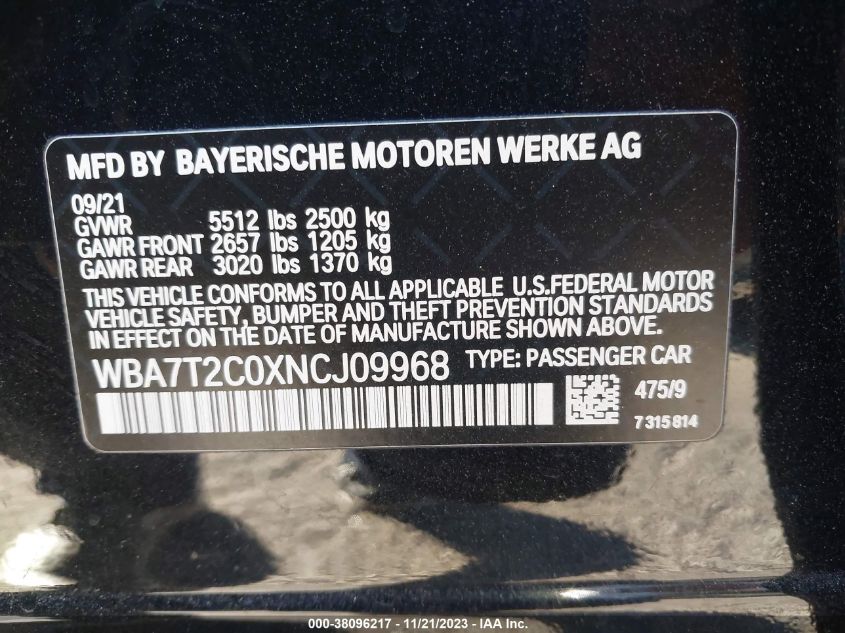 MFD BY BAYERISCHE MOTOREN WERKE AG
09/21
GVWR 5512 lbs 2500 kg
GAWR FRONT 2657 lbs 1205 kg
GAWR REAR 3020 lbs 1370 kg
THIS VEHICLE CONFORMS TO ALL APPLICABLE U.S.FEDERAL MOTOR
VEHICLE SAFETY, BUMPER AND THEFT PREVENTION STANDARDS
IN EFFECT ON THE DATE OF MANUFACTURE SHOWN ABOVE.
WBA7T2C0XNCJ09968 TYPE: PASSENGER CAR
475/9
7 315 814
000-38096217 - 11/21/2023 - © IAA Inc.